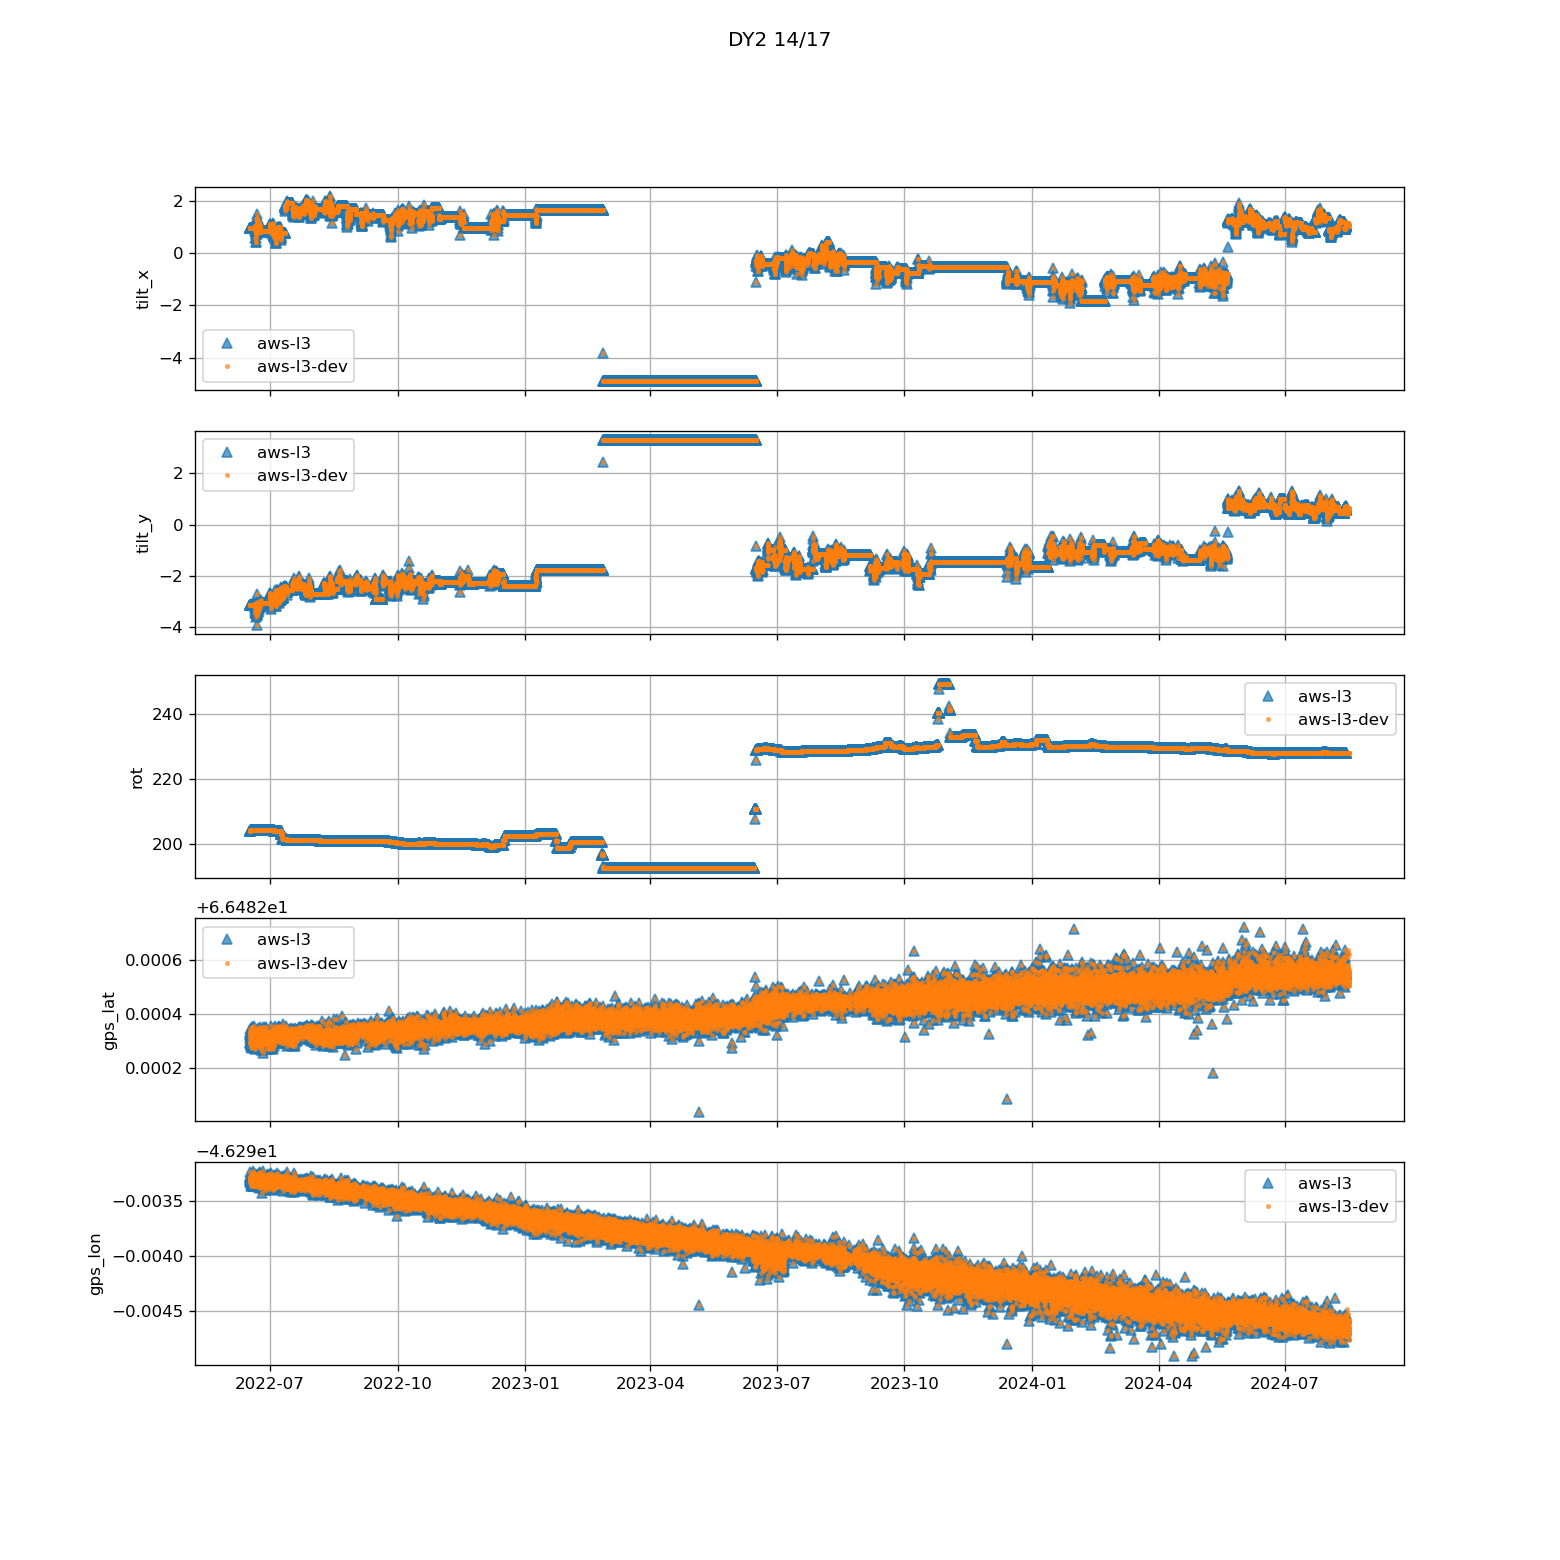 DY2 14/17
2
0
−2
−4
tilt_x
aws-l3
aws-l3-dev
2
0
−2
−4
tilt_y
aws-l3
aws-l3-dev
240
220
200
rot
aws-l3
aws-l3-dev
+6.6482e1
0.0006
0.0004
0.0002
gps_lat
aws-l3
aws-l3-dev
−4.629e1
−0.0035
−0.0040
−0.0045
gps_lon
aws-l3
aws-l3-dev
2022-07 2022-10 2023-01 2023-04 2023-07 2023-10 2024-01 2024-04 2024-07